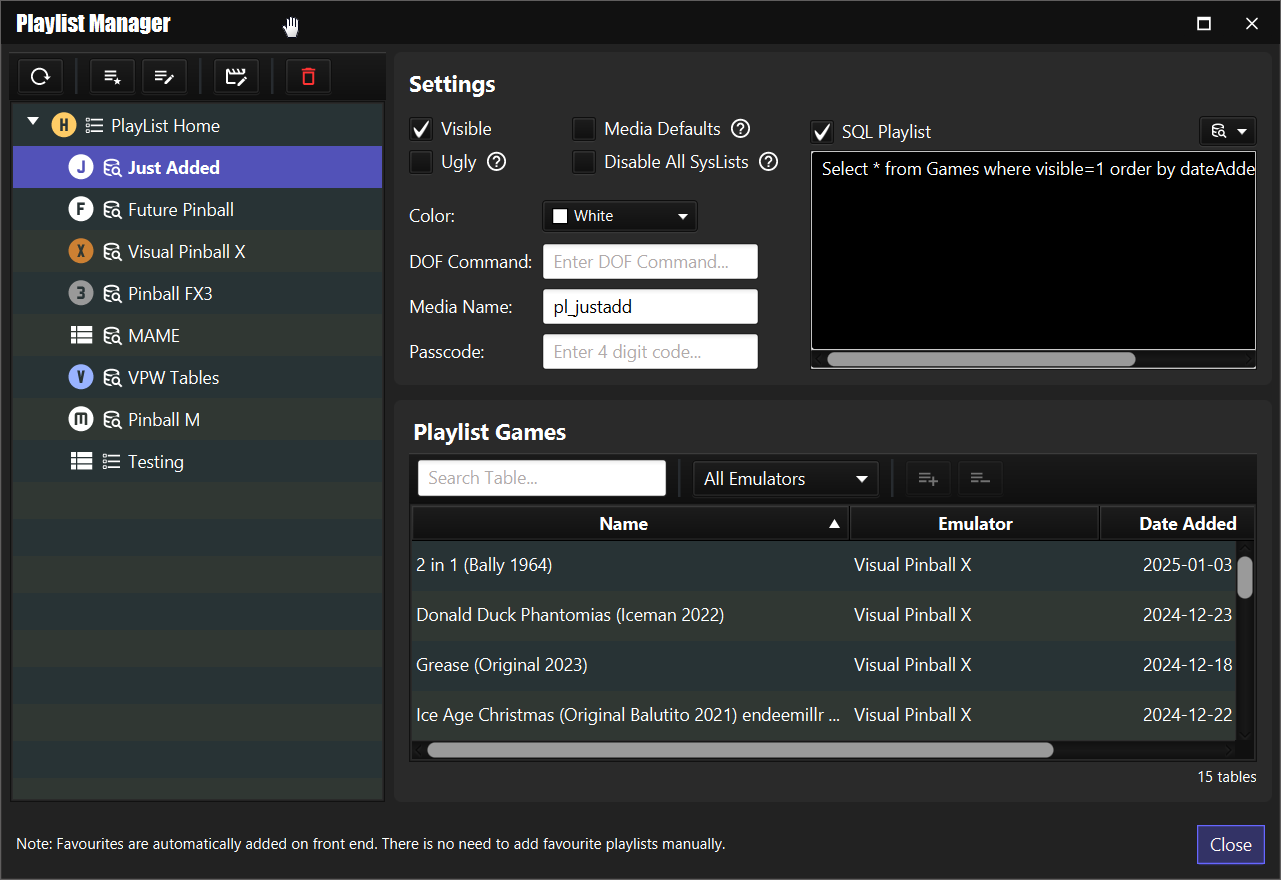 Playlist Manager
H PlayList Home
J Just Added
F Future Pinball
X Visual Pinball X
3 Pinball FX3
MAME
V VPW Tables
m Pinball M
Testing
Settings
Visible
Media Defaults ?
Ugly ?
Disable All SysLists ?
Color:
White
DOF Command:
Enter DOF Command...
Media Name:
pl_justadd
Passcode:
Enter 4 digit code...
SQL Playlist
Select * from Games where visible=1 order by dateAdde
Playlist Games
Search Table...
All Emulators
Name Emulator Date Added
2 in 1 (Bally 1964) Visual Pinball X 2025-01-03
Donald Duck Phantomias (Iceman 2022) Visual Pinball X 2024-12-23
Grease (Original 2023) Visual Pinball X 2024-12-18
Ice Age Christmas (Original Balutito 2021) endeemillr ... Visual Pinball X 2024-12-22
15 tables
Note: Favourites are automatically added on front end. There is no need to add favourite playlists manually.
Close